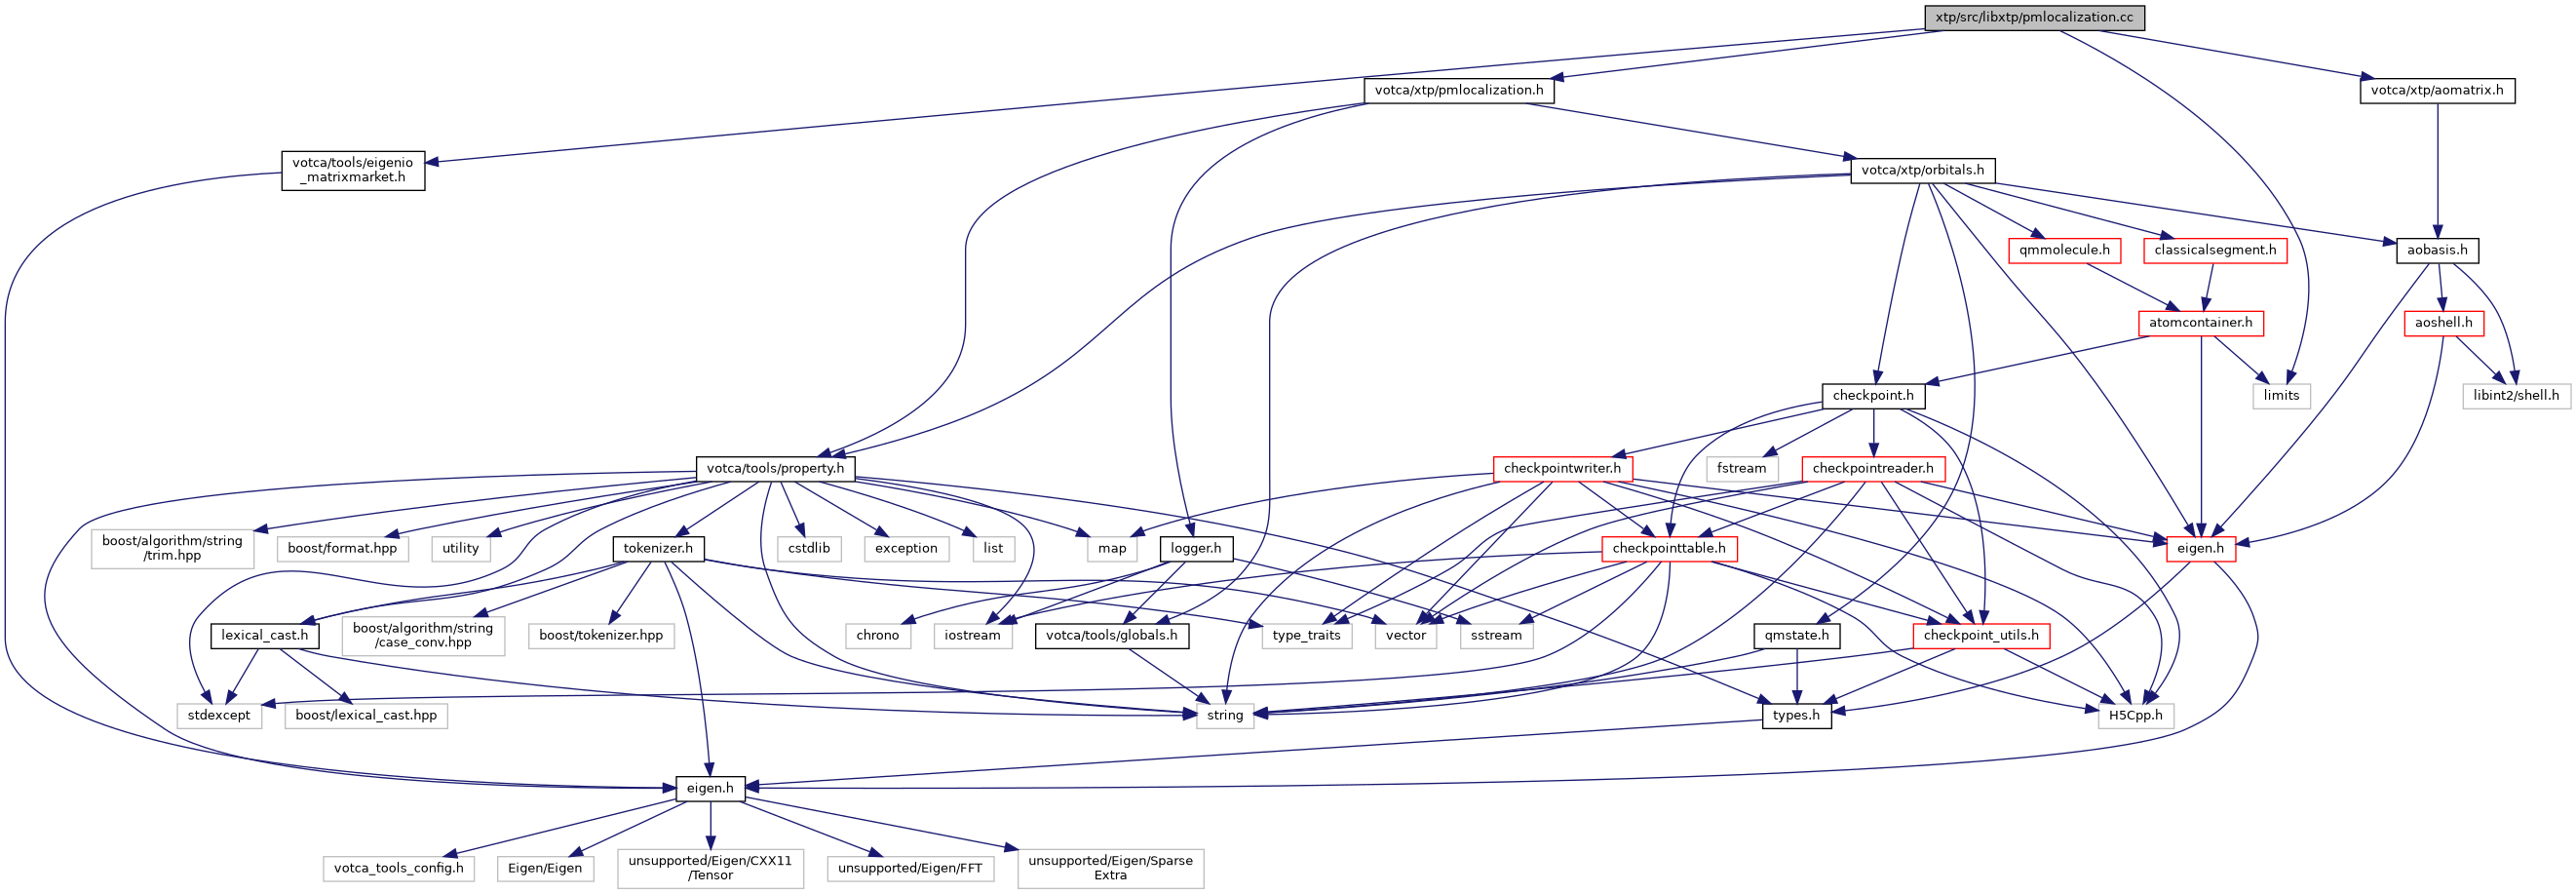 xtp/src/libxtp/pmlocalization.cc
votca/xtp/pmlocalization.h
votca/xtp/aomatrix.h
votca/tools/eigenio
_matrixmarket.h
votca/xtp/orbitals.h
qmmolecule.h
classicalsegment.h
aobasis.h
atomcontainer.h
aoshell.h
checkpoint.h
limits
libint2/shell.h
votca/tools/property.h
checkpointwriter.h
fstream
checkpointreader.h
boost/algorithm/string
/trim.hpp
boost/format.hpp
utility
tokenizer.h
cstdlib
exception
list
map
logger.h
checkpointtable.h
eigen.h
lexical_cast.h
boost/algorithm/string
/case_conv.hpp
boost/tokenizer.hpp
chrono
iostream
votca/tools/globals.h
type_traits
vector
sstream
qmstate.h
checkpoint_utils.h
stdexcept
boost/lexical_cast.hpp
string
types.h
H5Cpp.h
eigen.h
votca_tools_config.h
Eigen/Eigen
unsupported/Eigen/CXX11
/Tensor
unsupported/Eigen/FFT
unsupported/Eigen/Sparse
Extra